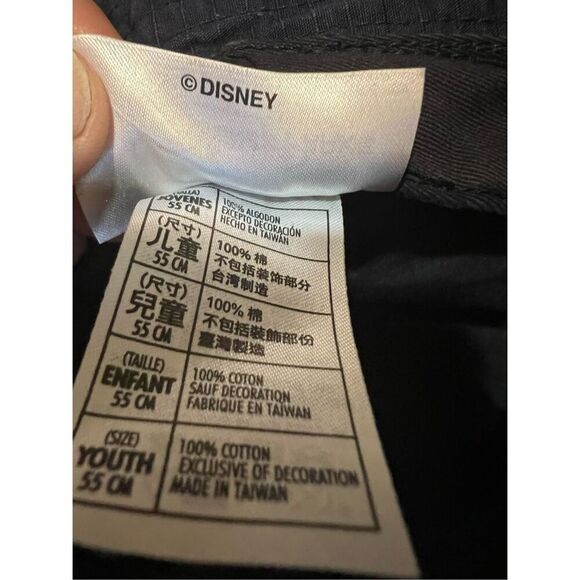 ©DISNEY
JÓVENES
55 CM
100% ALGODON
EXCEPTO DECORACIÓN
HECHO EN TAIWÁN
(尺寸)
儿童
55 CM
100% 棉
不包括装饰部分
台湾制造
(尺寸)
兒童
55 CM
100% 棉
不包括裝飾部份
臺灣製造
(TAILLE)
ENFANT
55 CM
100% COTON
SAUF DECORATION
FABRIQUE EN TAIWAN
(SIZE)
YOUTH
55 CM
100% COTTON
EXCLUSIVE OF DECORATION
MADE IN TAIWAN